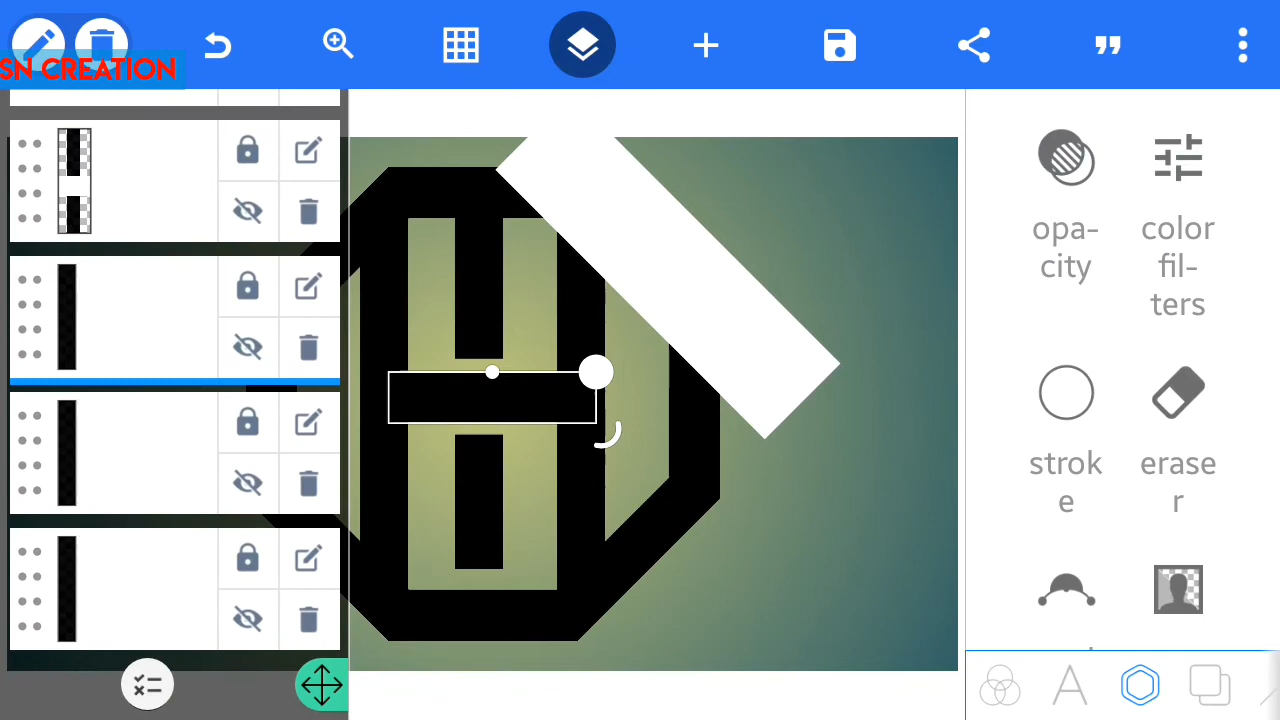 SN CREATION
opa-
city
color
fil-
ters
strok
e
erase
r